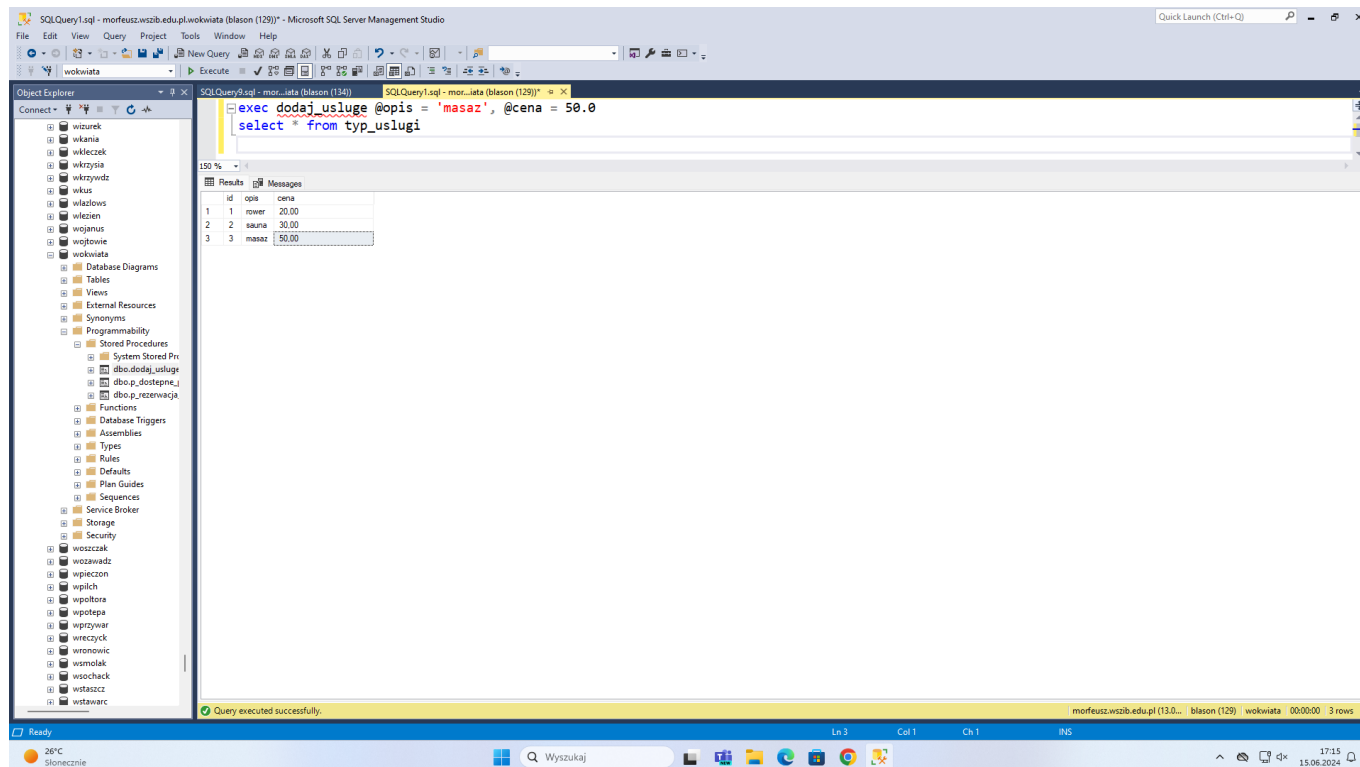 SQLQuery1.sql - morfeusz.wszib.edu.pl.wokwiata (blason (129))* - Microsoft SQL Server Management Studio
Quick Launch (Ctrl+Q)
File Edit View Query Project Tools Window Help
New Query
wokwiata Execute
Object Explorer
SQLQuery9.sql - mor...iata (blason (134)) SQLQuery1.sql - mor...iata (blason (129))*
Connect
exec dodaj_usluge @opis = 'masaz', @cena = 50.0
select * from typ_uslugi
150 %
Results Messages
id opis cena
1 1 rower 20,00
2 2 sauna 30,00
3 3 masaz 50,00
wizurek
wkania
wkleczek
wkrzysia
wkrzywdz
wkus
wlazlows
wlezien
wojanus
wojtowie
wokwiata
Database Diagrams
Tables
Views
External Resources
Synonyms
Programmability
Stored Procedures
System Stored Pro
dbo.dodaj_usluge
dbo.p_dostepne_p
dbo.p_rezerwacja_
Functions
Database Triggers
Assemblies
Types
Rules
Defaults
Plan Guides
Sequences
Service Broker
Storage
Security
woszczak
wozawadz
wpieczon
wpilch
wpoltora
wpotepa
wprzywar
wreczyck
wronowic
wsmolak
wsochack
wstaszcz
wstawarc
Query executed successfully.
morfeusz.wszib.edu.pl (13.0... blason (129) wokwiata 00:00:00 3 rows
Ready
Ln 3 Col 1 Ch 1 INS
26°C
Słonecznie
Wyszukaj
NEW
17:15
15.06.2024